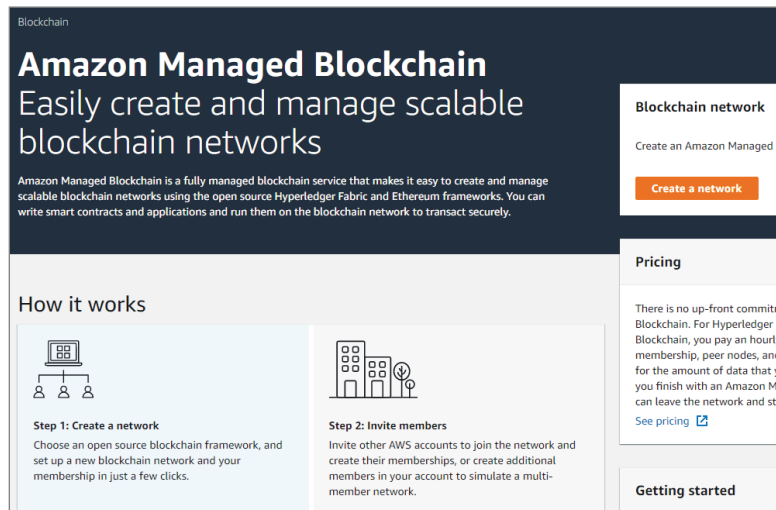 Blockchain
Amazon Managed Blockchain
Easily create and manage scalable
blockchain networks
Amazon Managed Blockchain is a fully managed blockchain service that makes it easy to create and manage
scalable blockchain networks using the open source Hyperledger Fabric and Ethereum frameworks. You can
write smart contracts and applications and run them on the blockchain network to transact securely.
Blockchain network
Create an Amazon Managed
Create a network
Pricing
There is no up-front
Blockchain. For Hyperledger
Blockchain, you pay an
membership, peer nodes,
for the amount of data that
you finish with an Amazon
can leave the network and
See pricing
Getting started
How it works
Step 1: Create a network
Choose an open source blockchain framework, and
set up a new blockchain network and your
membership in just a few clicks.
Step 2: Invite members
Invite other AWS accounts to join the network and
create their memberships, or create additional
members in your account to simulate a multi-
member network.